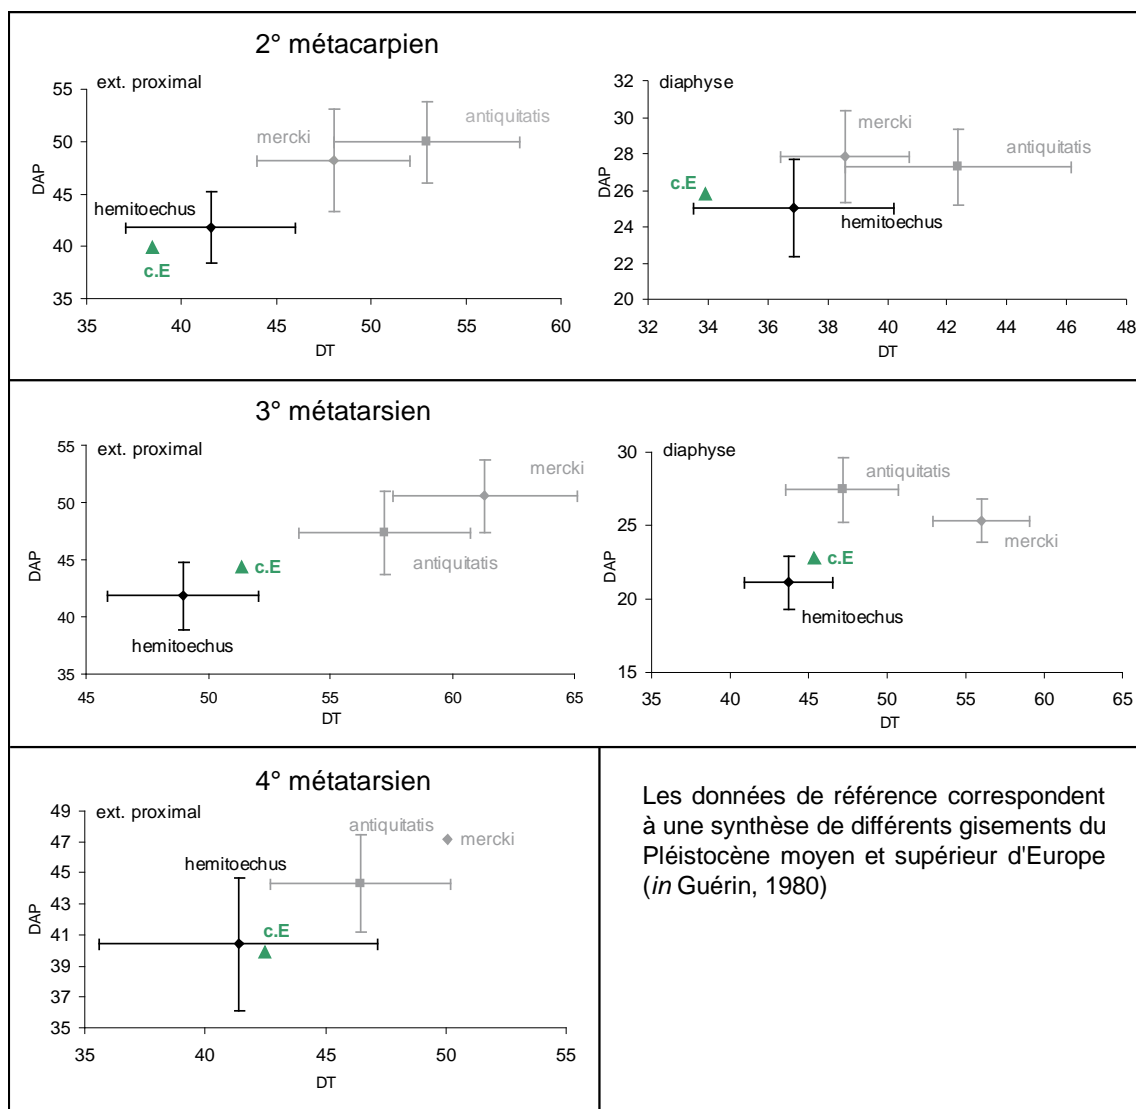 2° métacarpien
ext. proximal
55
50
45
40
35
DAP
35 40 45 50 55 60
DT
mercki
antiquitatis
hemitoechus
c.E
diaphyse
32
30
28
26
24
22
20
DAP
32 34 36 38 40 42 44 46 48
DT
mercki
antiquitatis
c.E
hemitoechus
3° métatarsien
ext. proximal
55
50
45
40
35
DAP
45 50 55 60 65
DT
mercki
c.E
antiquitatis
hemitoechus
diaphyse
30
25
20
15
DAP
35 40 45 50 55 60 65
DT
antiquitatis
mercki
c.E
hemitoechus
4° métatarsien
ext. proximal
49
47
45
43
41
39
37
35
DAP
35 40 45 50 55
DT
antiquitatis
mercki
hemitoechus
c.E
Les données de référence correspondent
à une synthèse de différents gisements du
Pléistocène moyen et supérieur d'Europe
(in Guérin, 1980)